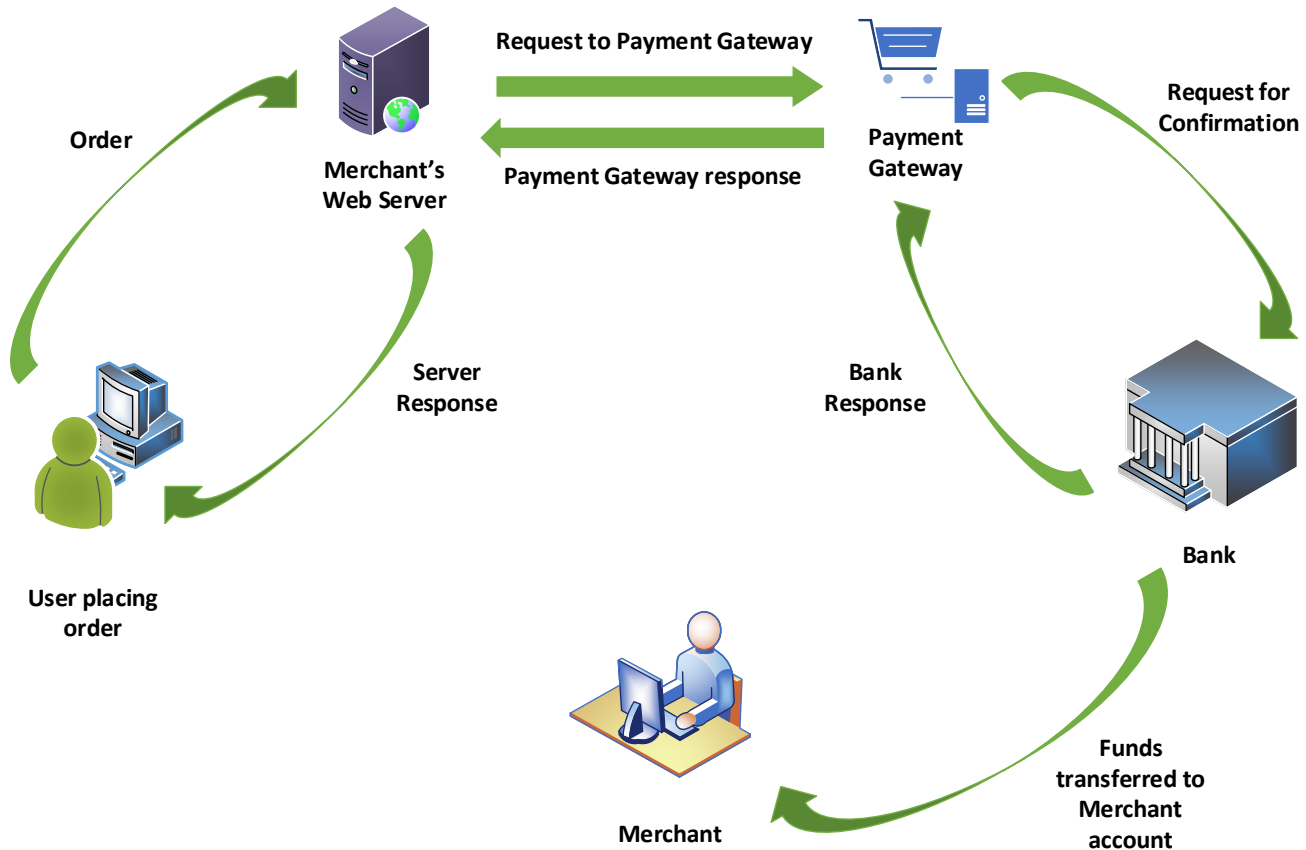 Request to Payment Gateway
Request for
Confirmation
Order
Payment
Gateway
Merchant’s
Web Server
Payment Gateway response
Server
Response
Bank
Response
Bank
User placing
order
Funds
transferred to
Merchant
account
Merchant